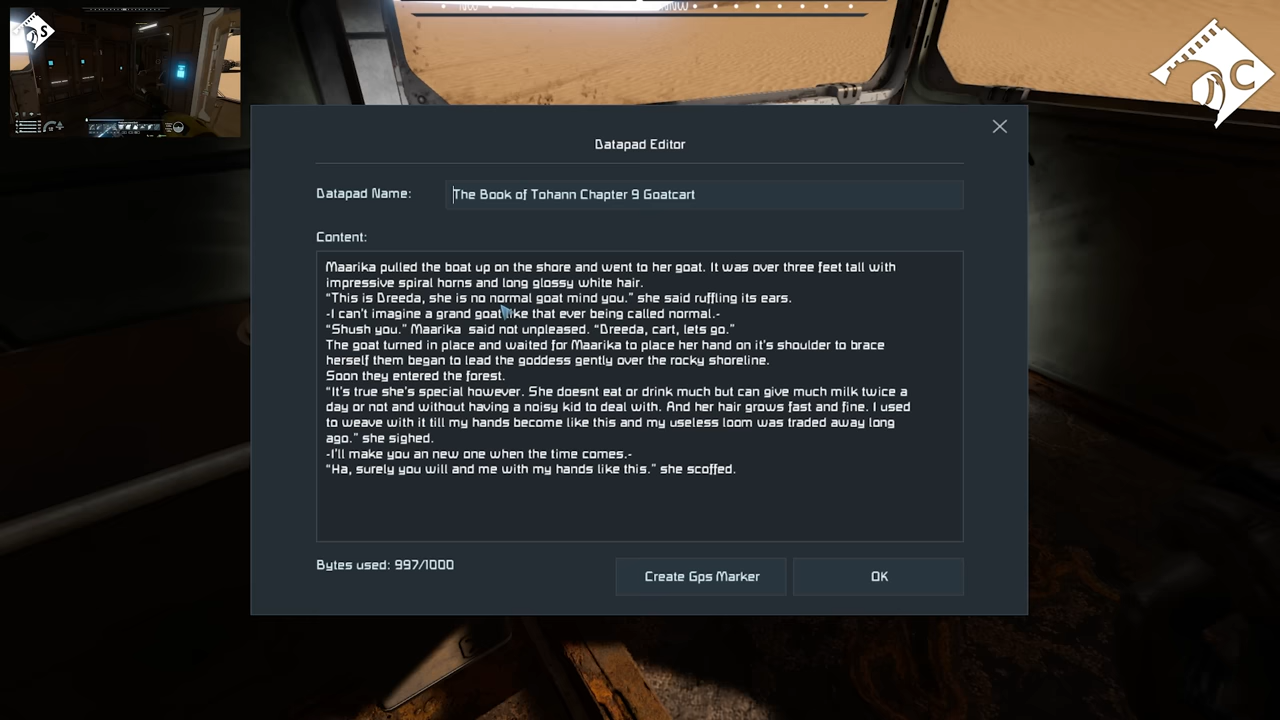 S
NW
NNW
C
Datapad Editor
Datapad Name:
The Book of Tohann Chapter 9 Goatcart
Content:
Maarika pulled the boat up on the shore and went to her goat. It was over three feet tall with
impressive spiral horns and long glossy white hair.
“This is Dreeda, she is no normal goat mind you.” she said ruffling its ears.
-I can't imagine a grand goat like that ever being called normal.-
“Shush you.” Maarika  said not unpleased. “Dreeda, cart, lets go.”
The goat turned in place and waited for Maarika to place her hand on it's shoulder to brace
herself them began to lead the goddess gently over the rocky shoreline.
Soon they entered the forest.
“It's true she's special however. She doesnt eat or drink much but can give much milk twice a
day or not and without having a noisy kid to deal with. And her hair grows fast and fine. I used
to weave with it till my hands become like this and my useless loom was traded away long
ago.” she sighed.
-I'll make you an new one when the time comes.-
“Ha, surely you will and me with my hands like this.” she scoffed.
Bytes used: 997/1000
Create Gps Marker
OK